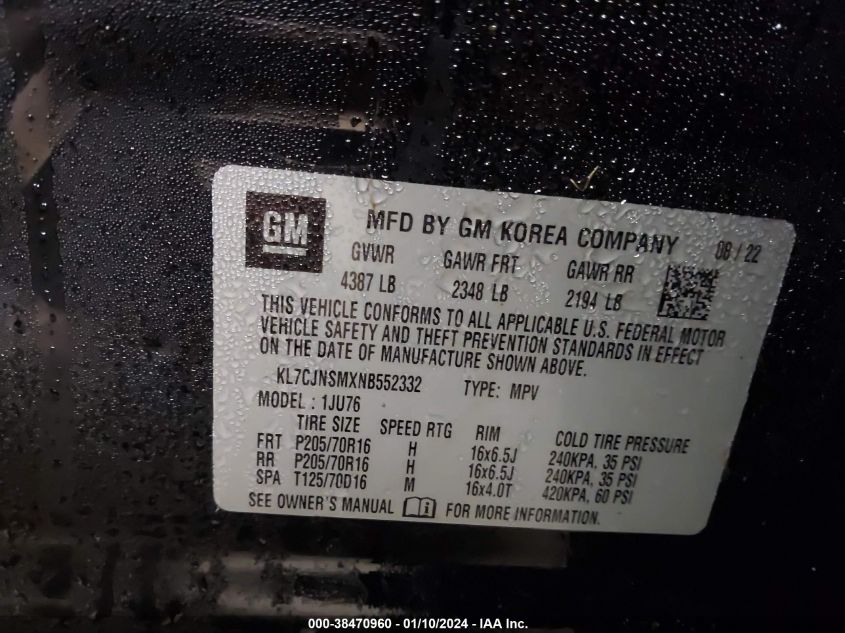 GM
MFD BY GM KOREA COMPANY 08 / 22
GVWR GAWR FRT GAWR RR
4387 LB 2348 LB 2194 LB
THIS VEHICLE CONFORMS TO ALL APPLICABLE U.S. FEDERAL MOTOR
VEHICLE SAFETY AND THEFT PREVENTION STANDARDS IN EFFECT
ON THE DATE OF MANUFACTURE SHOWN ABOVE.
KL7CJNSMXNB552332 TYPE: MPV
MODEL : 1JU76
TIRE SIZE SPEED RTG RIM COLD TIRE PRESSURE
FRT P205/70R16 H 16x6.5J 240KPA, 35 PSI
RR P205/70R16 H 16x6.5J 240KPA, 35 PSI
SPA T125/70D16 M 16x4.0T 420KPA, 60 PSI
SEE OWNER'S MANUAL FOR MORE INFORMATION.
000-38470960 - 01/10/2024 - IAA Inc.